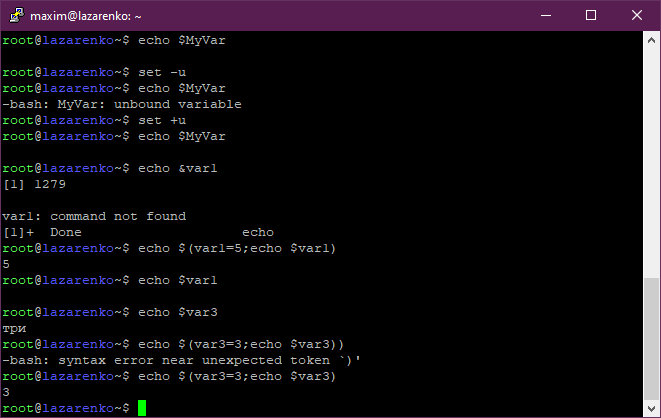 maxim@lazarenko: ~
root@lazarenko~$ echo $MyVar
root@lazarenko~$ set -u
root@lazarenko~$ echo $MyVar
-bash: MyVar: unbound variable
root@lazarenko~$ set +u
root@lazarenko~$ echo $MyVar
root@lazarenko~$ echo &var1
[1] 1279
var1: command not found
[1]+  Done                    echo
root@lazarenko~$ echo $(var1=5;echo $var1)
5
root@lazarenko~$ echo $var1
root@lazarenko~$ echo $var3
три
root@lazarenko~$ echo $(var3=3;echo $var3))
-bash: syntax error near unexpected token `)'
root@lazarenko~$ echo $(var3=3;echo $var3)
3
root@lazarenko~$